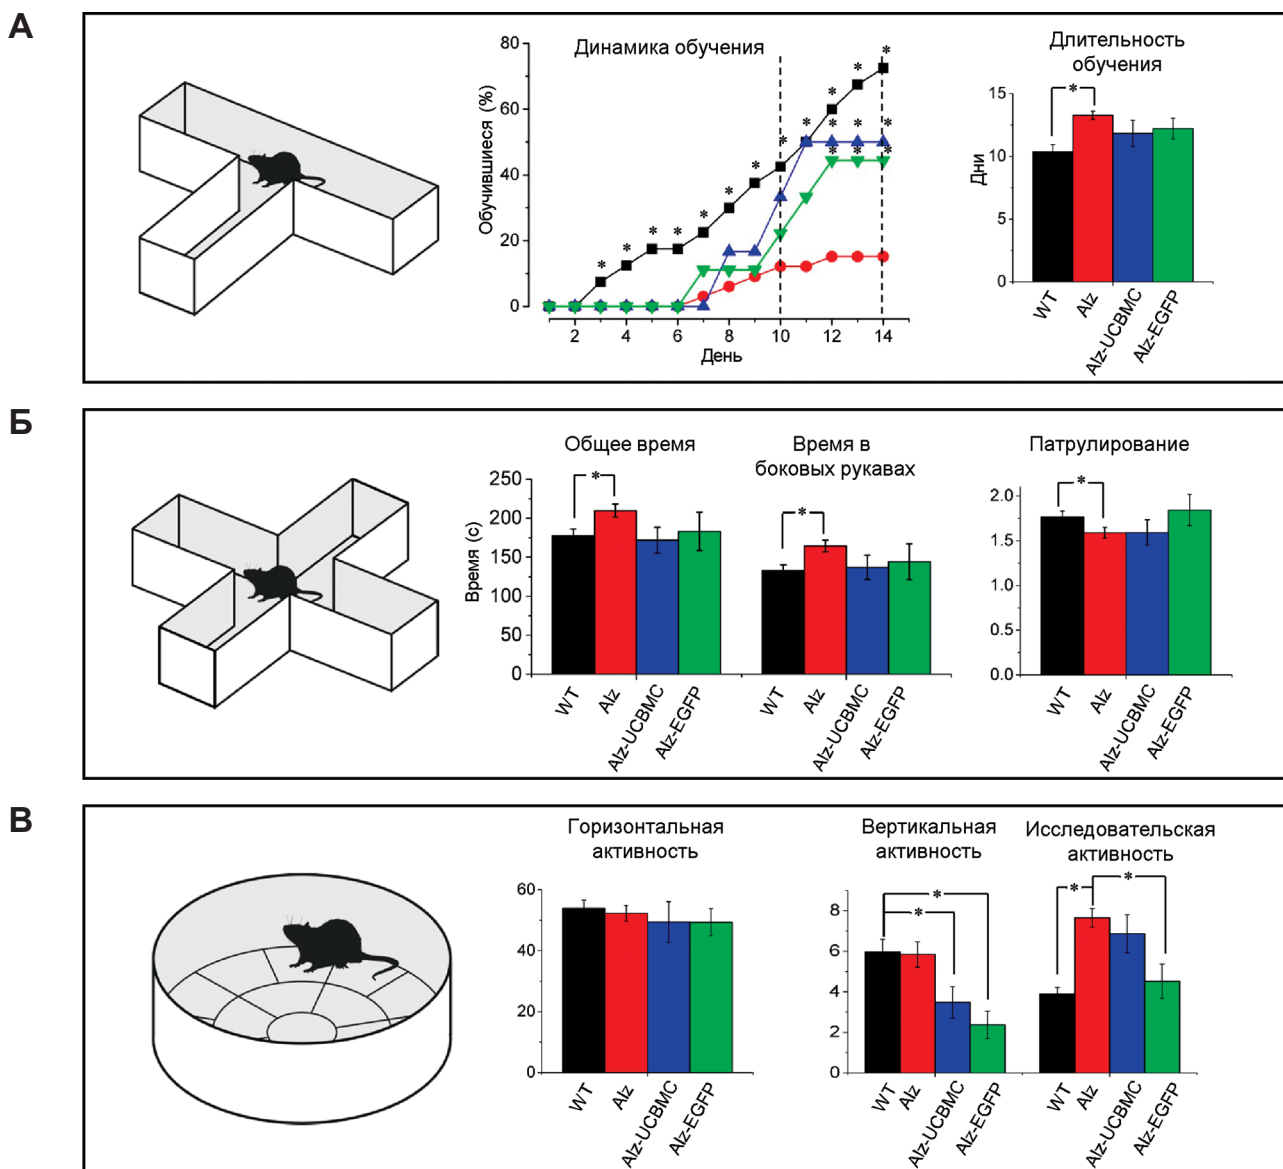 А
Динамика обучения
Обучившиеся (%)
80
60
40
20
0
* * * * * * * * * * * *
* * *
* * *
2 4 6 8 10 12 14
День
Длительность
обучения
Дни
15
10
5
0
*
WT Alz Alz-UCBMC Alz-EGFP
Б
Общее время
Время (с)
250
200
150
100
50
0
*
WT Alz Alz-UCBMC Alz-EGFP
Время в
боковых рукавах
*
WT Alz Alz-UCBMC Alz-EGFP
Патрулирование
2.0
1.5
1.0
0.5
0.0
*
WT Alz Alz-UCBMC Alz-EGFP
В
Горизонтальная
активность
60
40
20
0
WT Alz Alz-UCBMC Alz-EGFP
Вертикальная
активность
8
6
4
2
0
*
*
WT Alz Alz-UCBMC Alz-EGFP
Исследовательская
активность
* *
WT Alz Alz-UCBMC Alz-EGFP